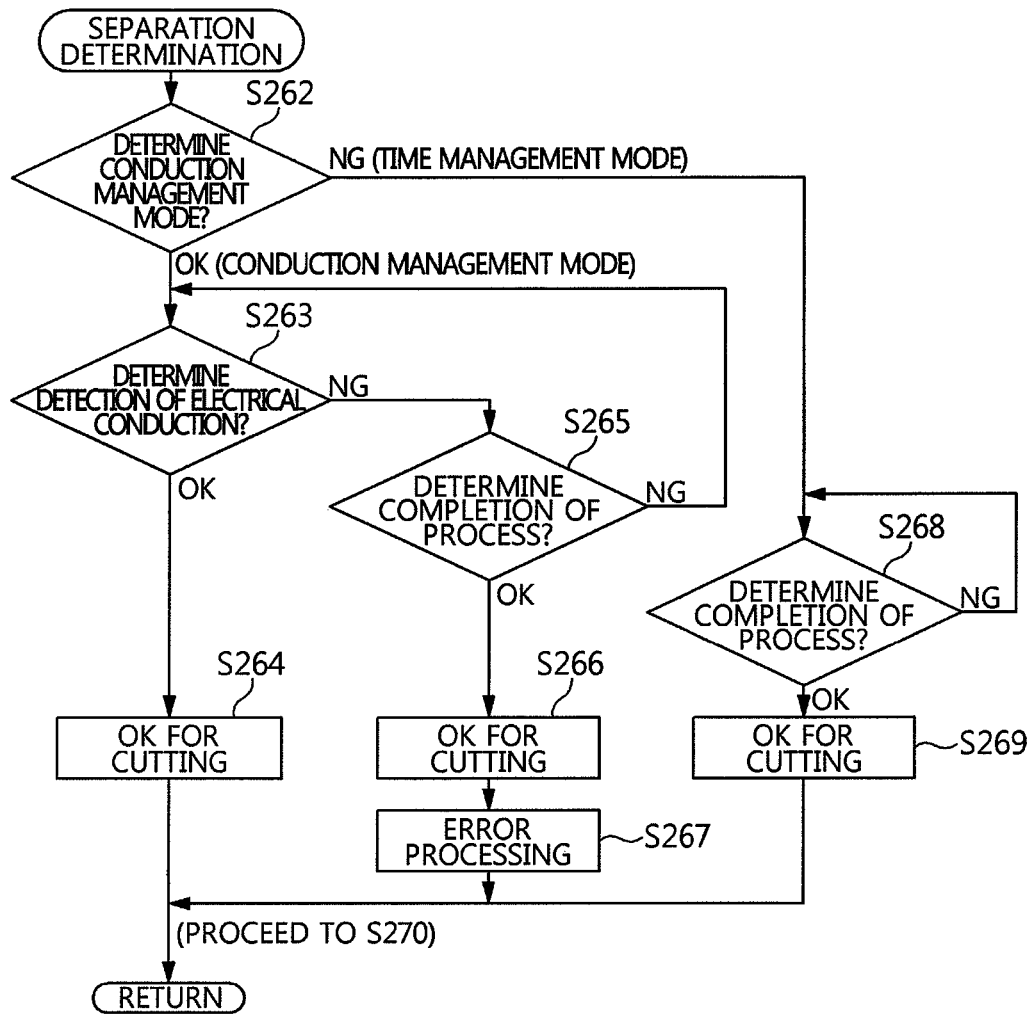 SEPARATION
DETERMINATION
S262
DETERMINE
CONDUCTION
MANAGEMENT
MODE?
NG (TIME MANAGEMENT MODE)
OK (CONDUCTION MANAGEMENT MODE)
S263
DETERMINE
DETECTION OF ELECTRICAL
CONDUCTION?
NG
OK
S265
DETERMINE
COMPLETION OF
PROCESS?
NG
OK
S268
DETERMINE
COMPLETION OF
PROCESS?
NG
OK
S264
OK FOR
CUTTING
S266
OK FOR
CUTTING
OK FOR
CUTTING
S269
ERROR
PROCESSING
S267
(PROCEED TO S270)
RETURN